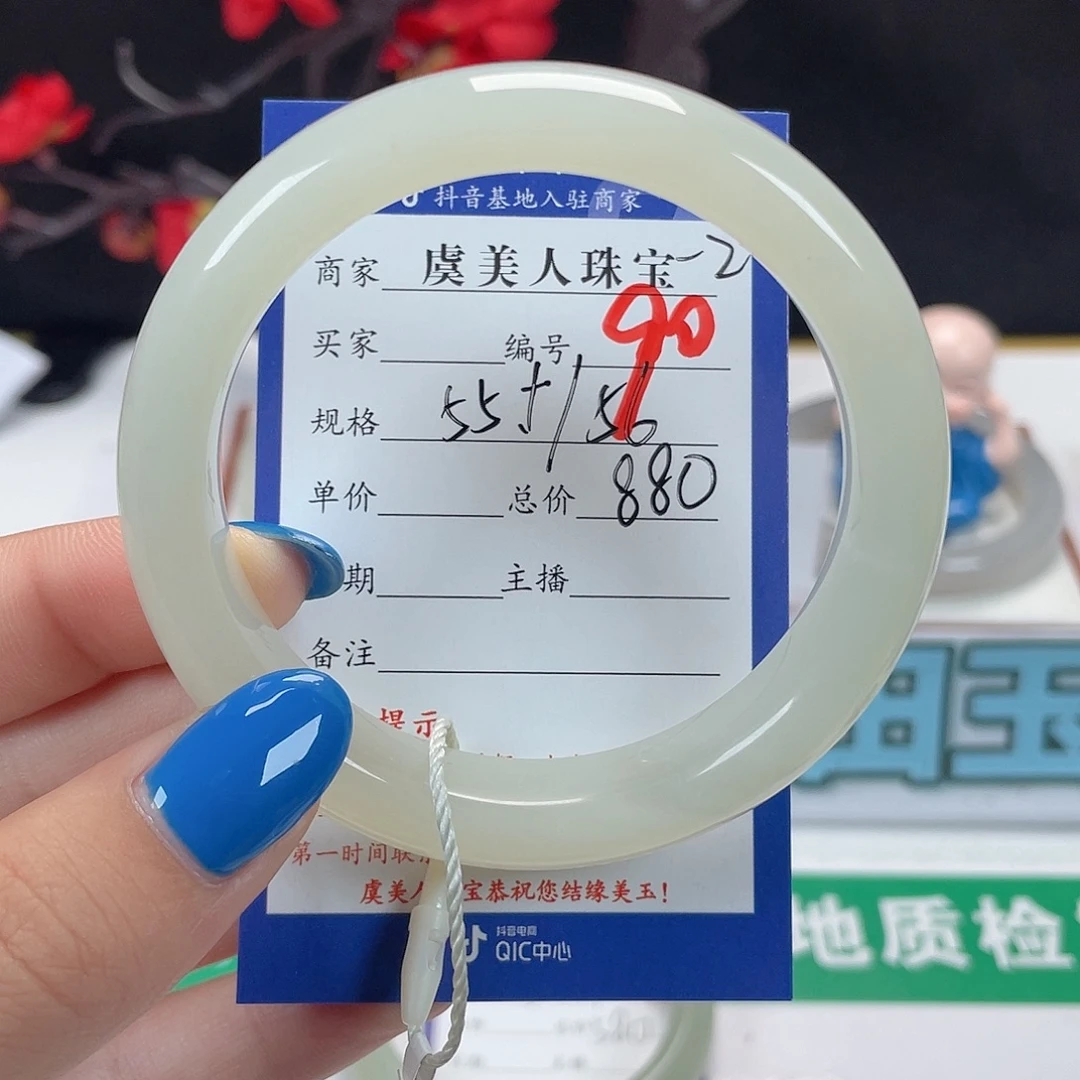 抖音基地入驻商家
商家 虞美人珠宝-2
买家 编号 90
规格 55+/56
单价 总价 880
期 主播
备注
提示
第一时间联
虞美人 宝恭祝您结缘美玉!
抖音电商
QIC中心
田玉
地质检